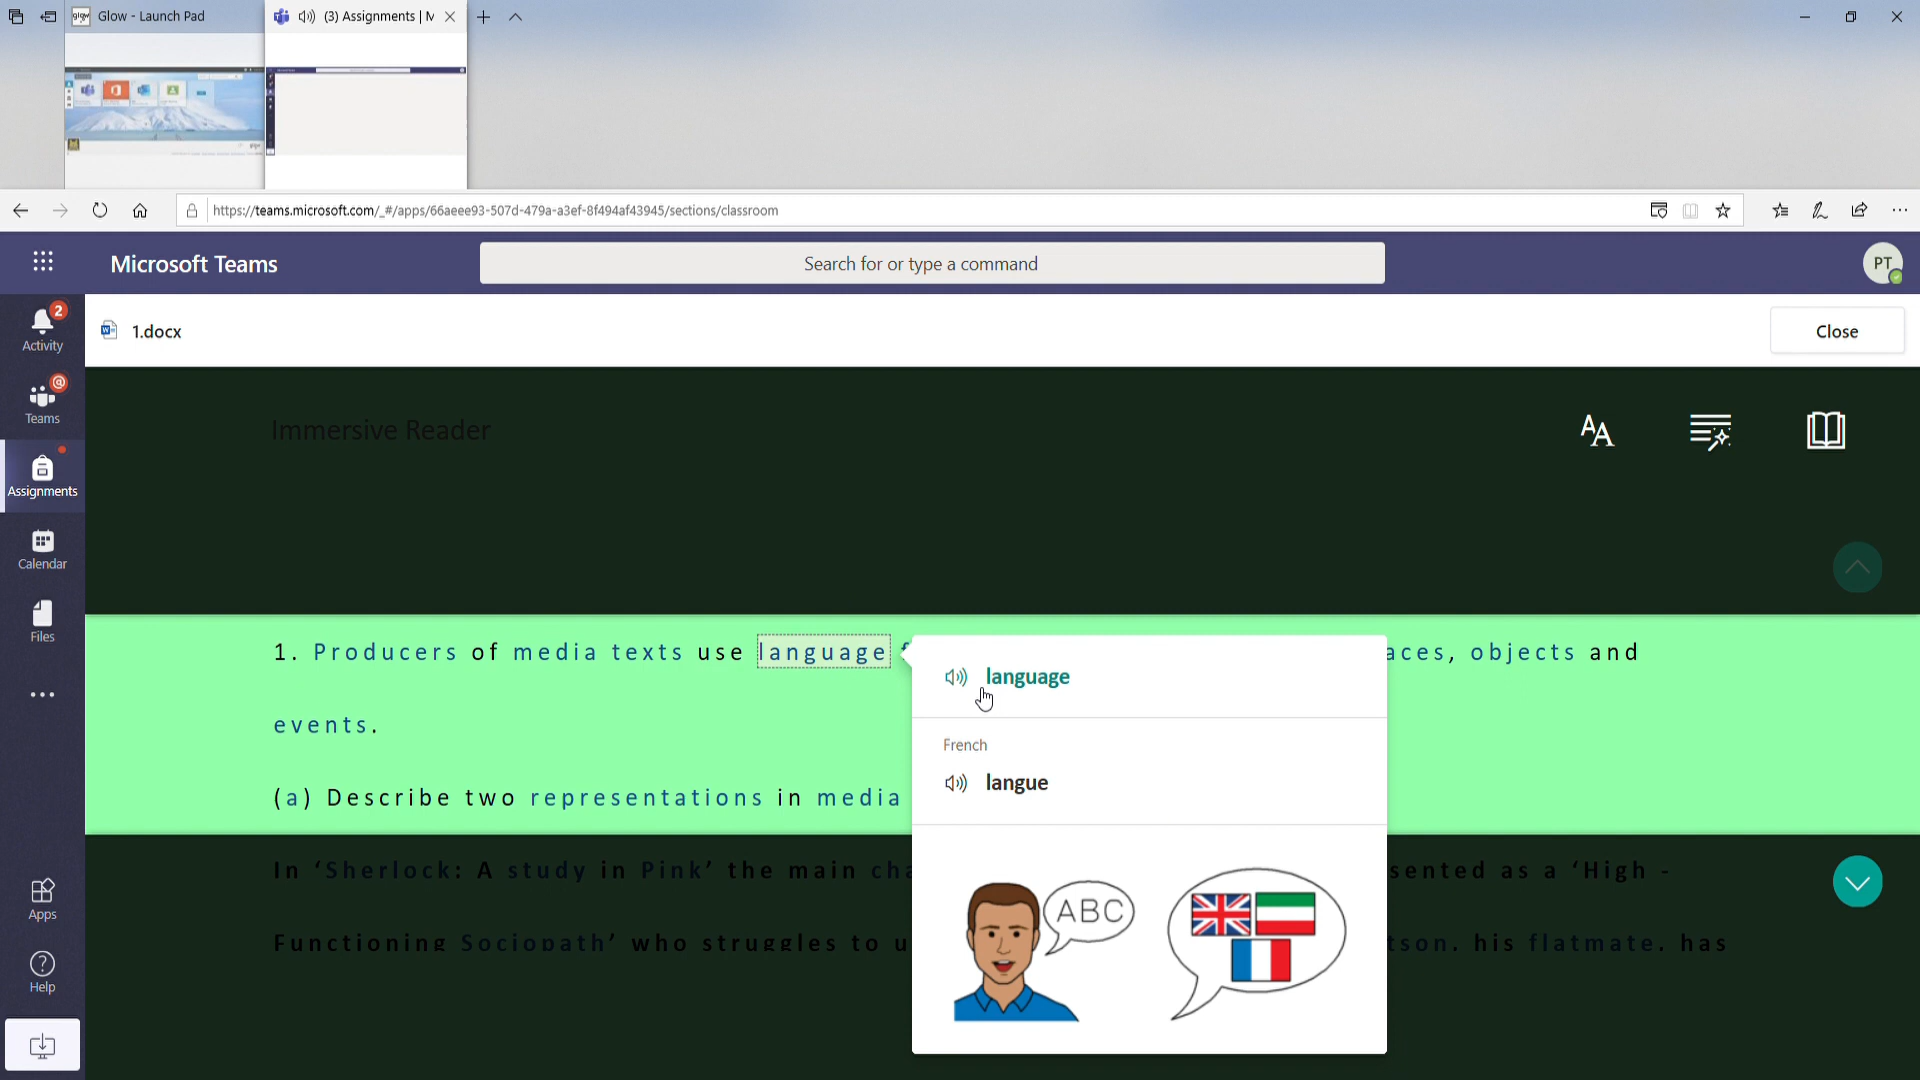 Glow - Launch Pad
(3) Assignments | M
https://teams.microsoft.com/_#/apps/66aeee93-507d-479a-a3ef-8f494af43945/sections/classroom
Microsoft Teams
Search for or type a command
PT
2
Activity
1.docx
Close
@
Teams
Immersive Reader
AA
Assignments
Calendar
Files
1. Producers of media texts use language
aces, objects and
events.
(a) Describe two representations in media
language
French
langue
ABC
In ‘Sherlock: A study in Pink’ the main cha
sented as a ‘High -
Functioning Sociopath’ who struggles to u
tson, his flatmate, has
Apps
Help